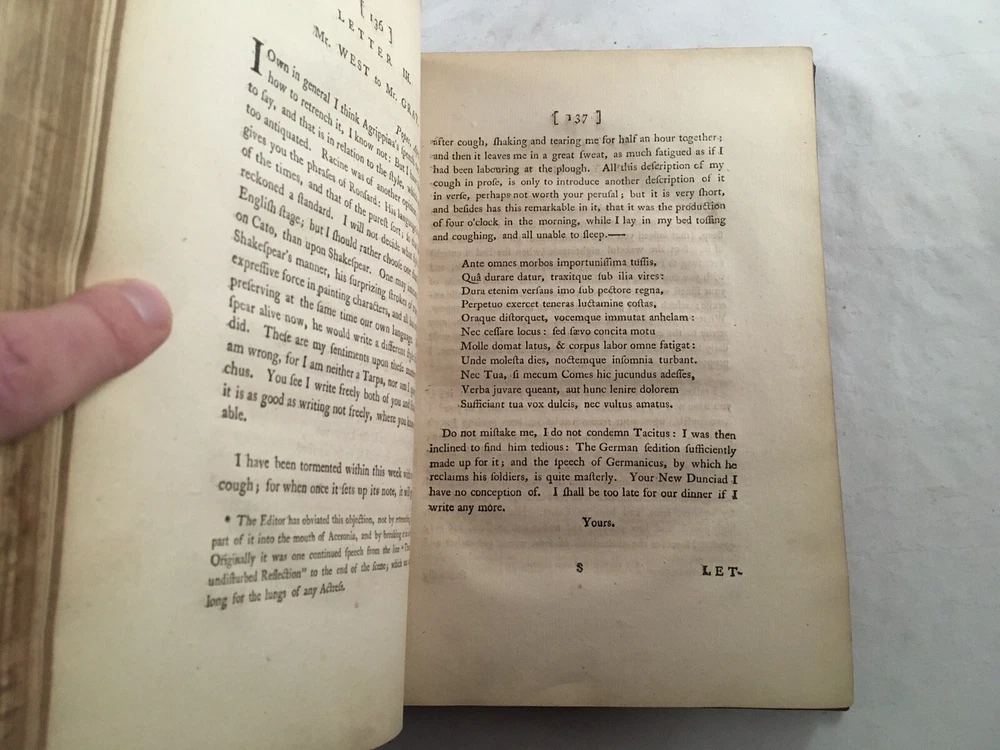 [ 136 ]
LETTER III.
Mr. WEST to Mr. GRAY.
I Own in general I think Agrippina's
how to retrench it, I know not: But I
to ſay, and that is in relation to the ſtyle,
too antiquated. Racine was of another opinion
gives you the phraſes of Ronſard: His language
of the times, and that of the pureſt ſort;
reckoned a ſtandard. I will not decide what
Engliſh ſtage; but I ſhould rather chooſe
on Cato, than upon Shakeſpear. One may
Shakeſpear's manner, his ſurprizing ſtrokes of
expreſſive force in painting characters, and all
preſerving at the ſame time our own language.
ſpear alive now, he would write a different
did. Theſe are my ſentiments upon theſe
am wrong, for I am neither a Tarpa, nor am I
chus. You ſee I write freely both of you and
it is as good as writing not freely, where you
able.
I have been tormented within this week with
cough; for when once it ſets up its note, it will
* The Editor has obviated this objection, not by
part of it into the mouth of Aceronia, and by breaking
Originally it was one continued ſpeech from the line
undiſturbed Reflection" to the end of the ſcene; which
long for the lungs of any Actreſs.
[ 137 ]
after cough, ſhaking and tearing me for half an hour together;
and then it leaves me in a great ſweat, as much fatigued as if I
had been labouring at the plough. All this deſcription of my
cough in proſe, is only to introduce another deſcription of it
in verſe, perhaps not worth your peruſal; but it is very ſhort,
and beſides has this remarkable in it, that it was the production
of four o'clock in the morning, while I lay in my bed toſſing
and coughing, and all unable to ſleep.——
Ante omnes morbos importuniſſima tuſſis,
Quâ durare datur, traxitque ſub ilia vires:
Dura etenim verſans imo ſub pectore regna,
Perpetuo exercet teneras luctamine coſtas,
Oraque diſtorquet, vocemque immutat anhelam:
Nec ceſſare locus: ſed ſævo concita motu
Molle domat latus, & corpus labor omne fatigat:
Unde moleſta dies, noctemque inſomnia turbant.
Nec Tua, ſi mecum Comes hic jucundus adeſſes,
Verba juvare queant, aut hunc lenire dolorem
Sufficiant tua vox dulcis, nec vultus amatus.
Do not miſtake me, I do not condemn Tacitus: I was then
inclined to find him tedious: The German ſedition ſufficiently
made up for it; and the ſpeech of Germanicus, by which he
reclaims his ſoldiers, is quite maſterly. Your New Dunciad I
have no conception of. I ſhall be too late for our dinner if I
write any more.
Yours.
S
LET-